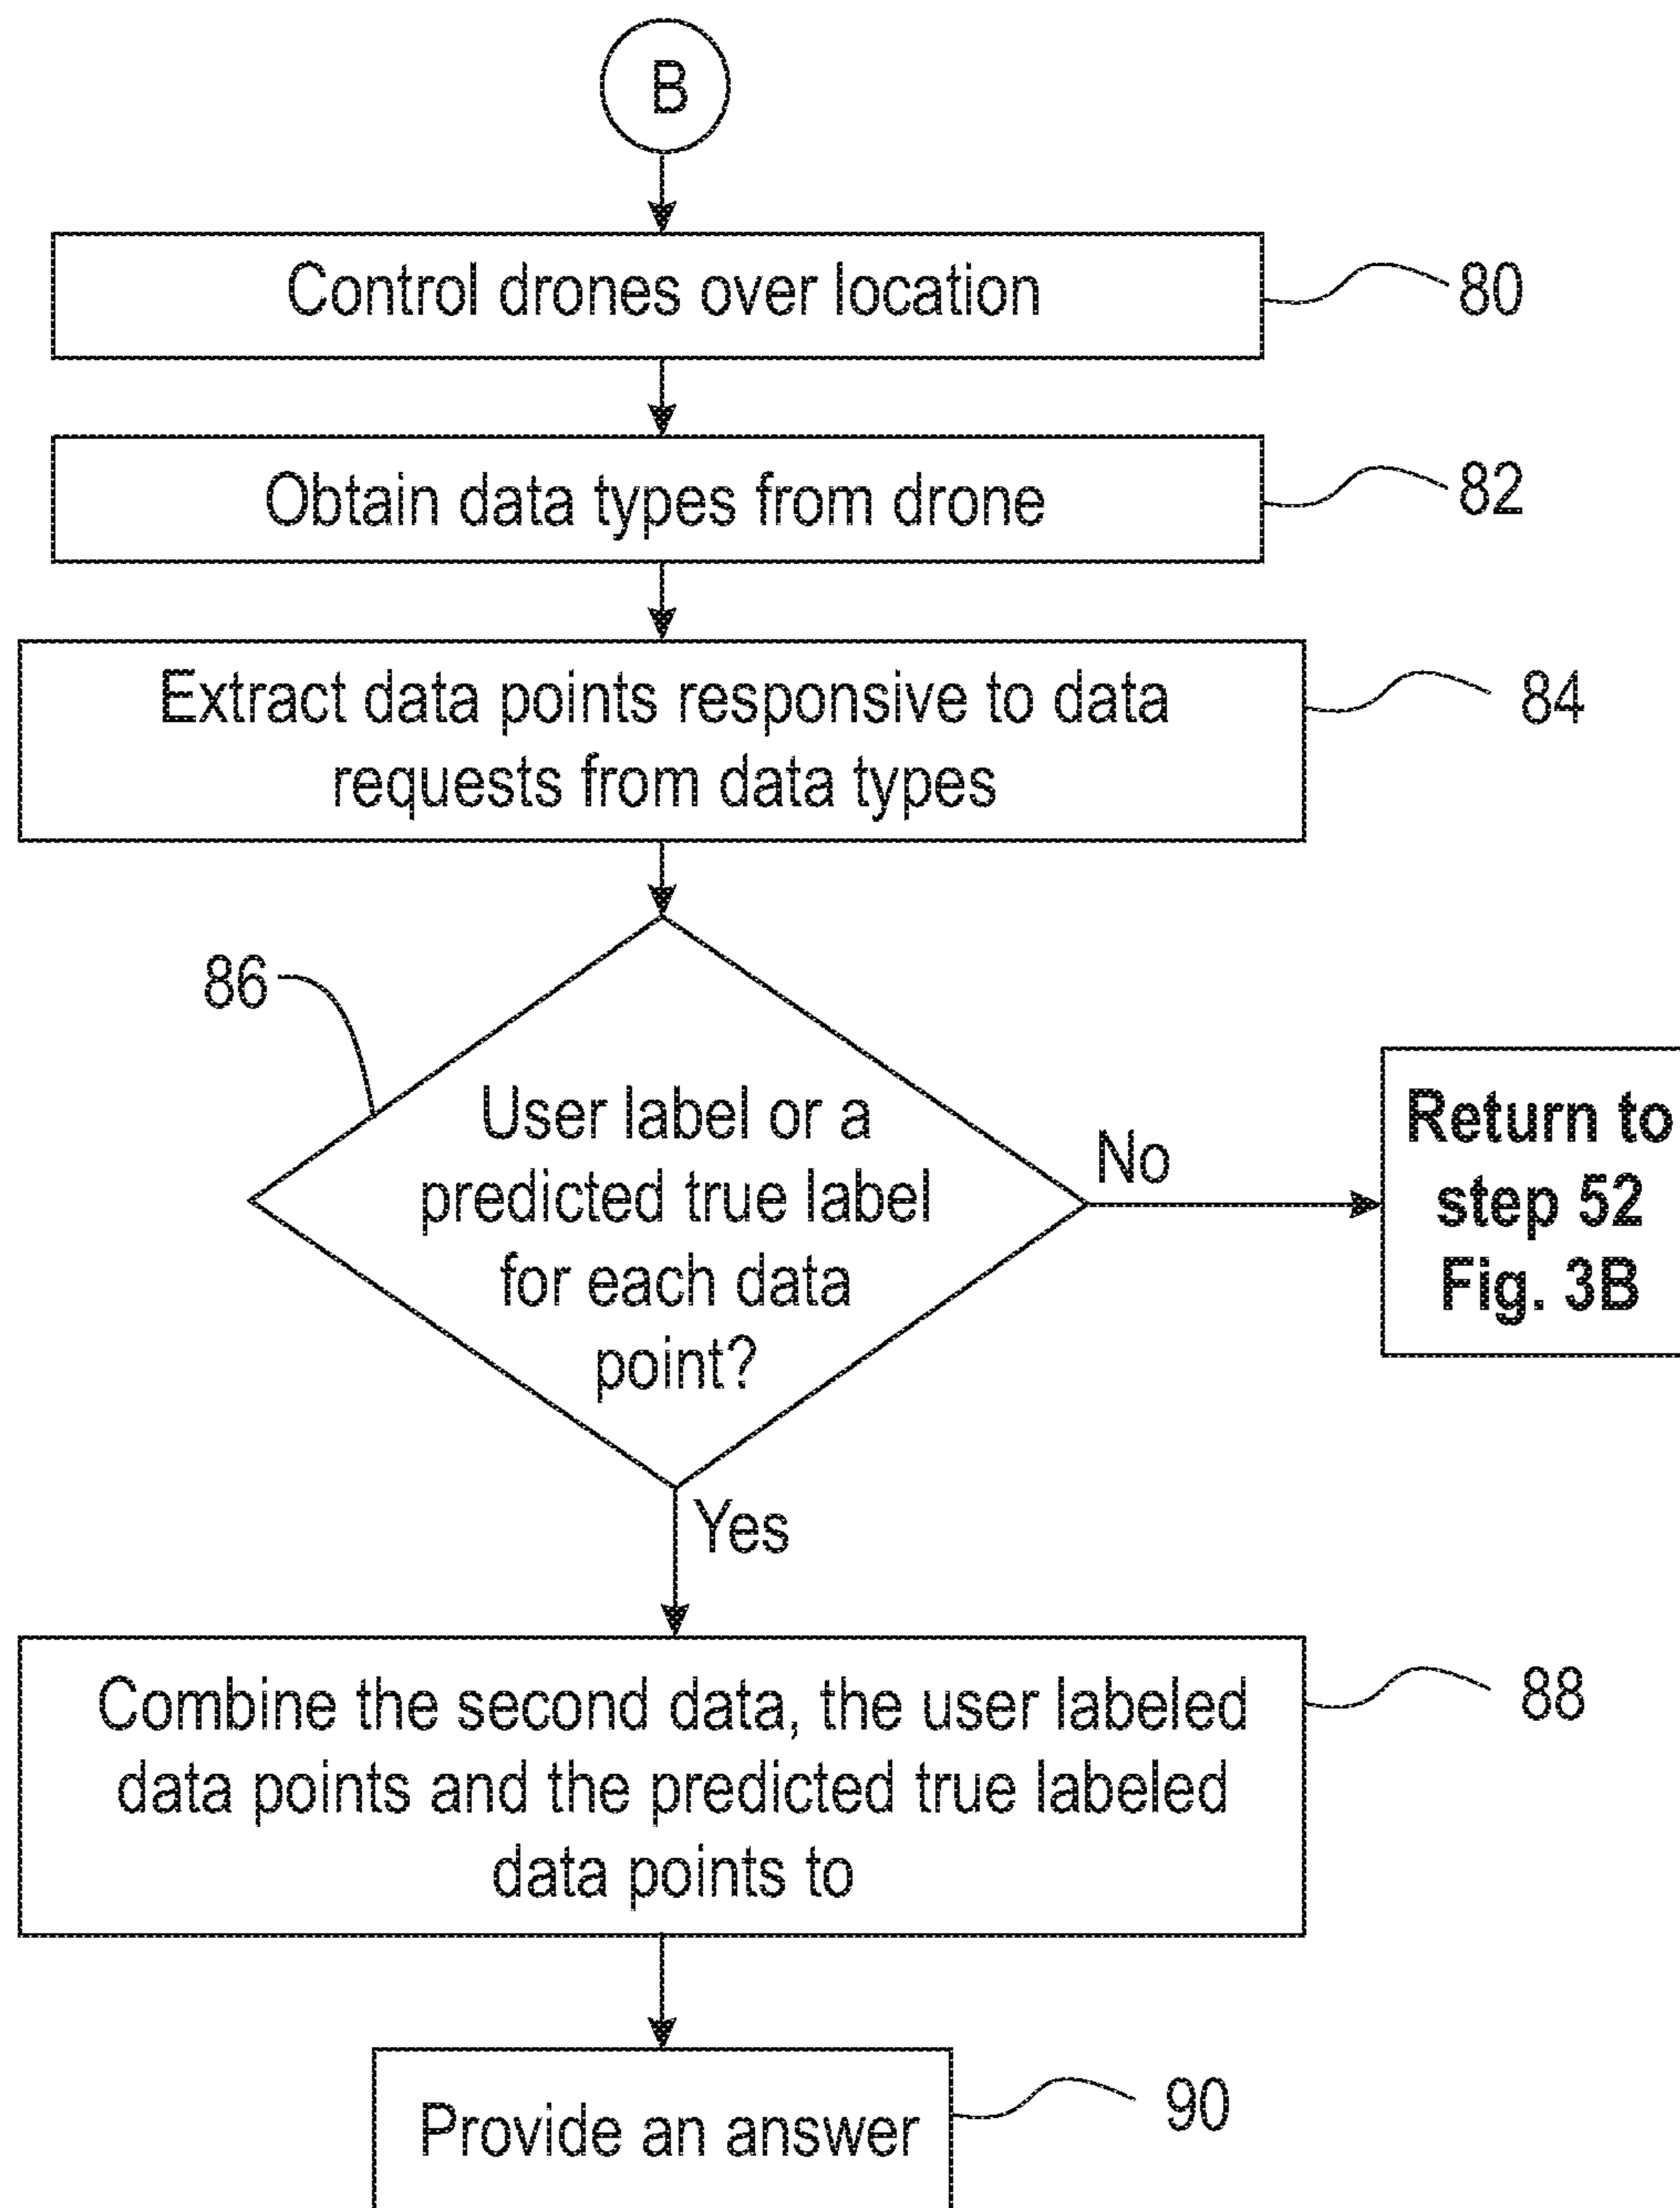 B
Control drones over location
80
Obtain data types from drone
82
Extract data points responsive to data
requests from data types
84
86
User label or a
predicted true label
for each data
point?
No
Return to
step 52
Fig. 3B
Yes
Combine the second data, the user labeled
data points and the predicted true labeled
data points to
88
Provide an answer
90